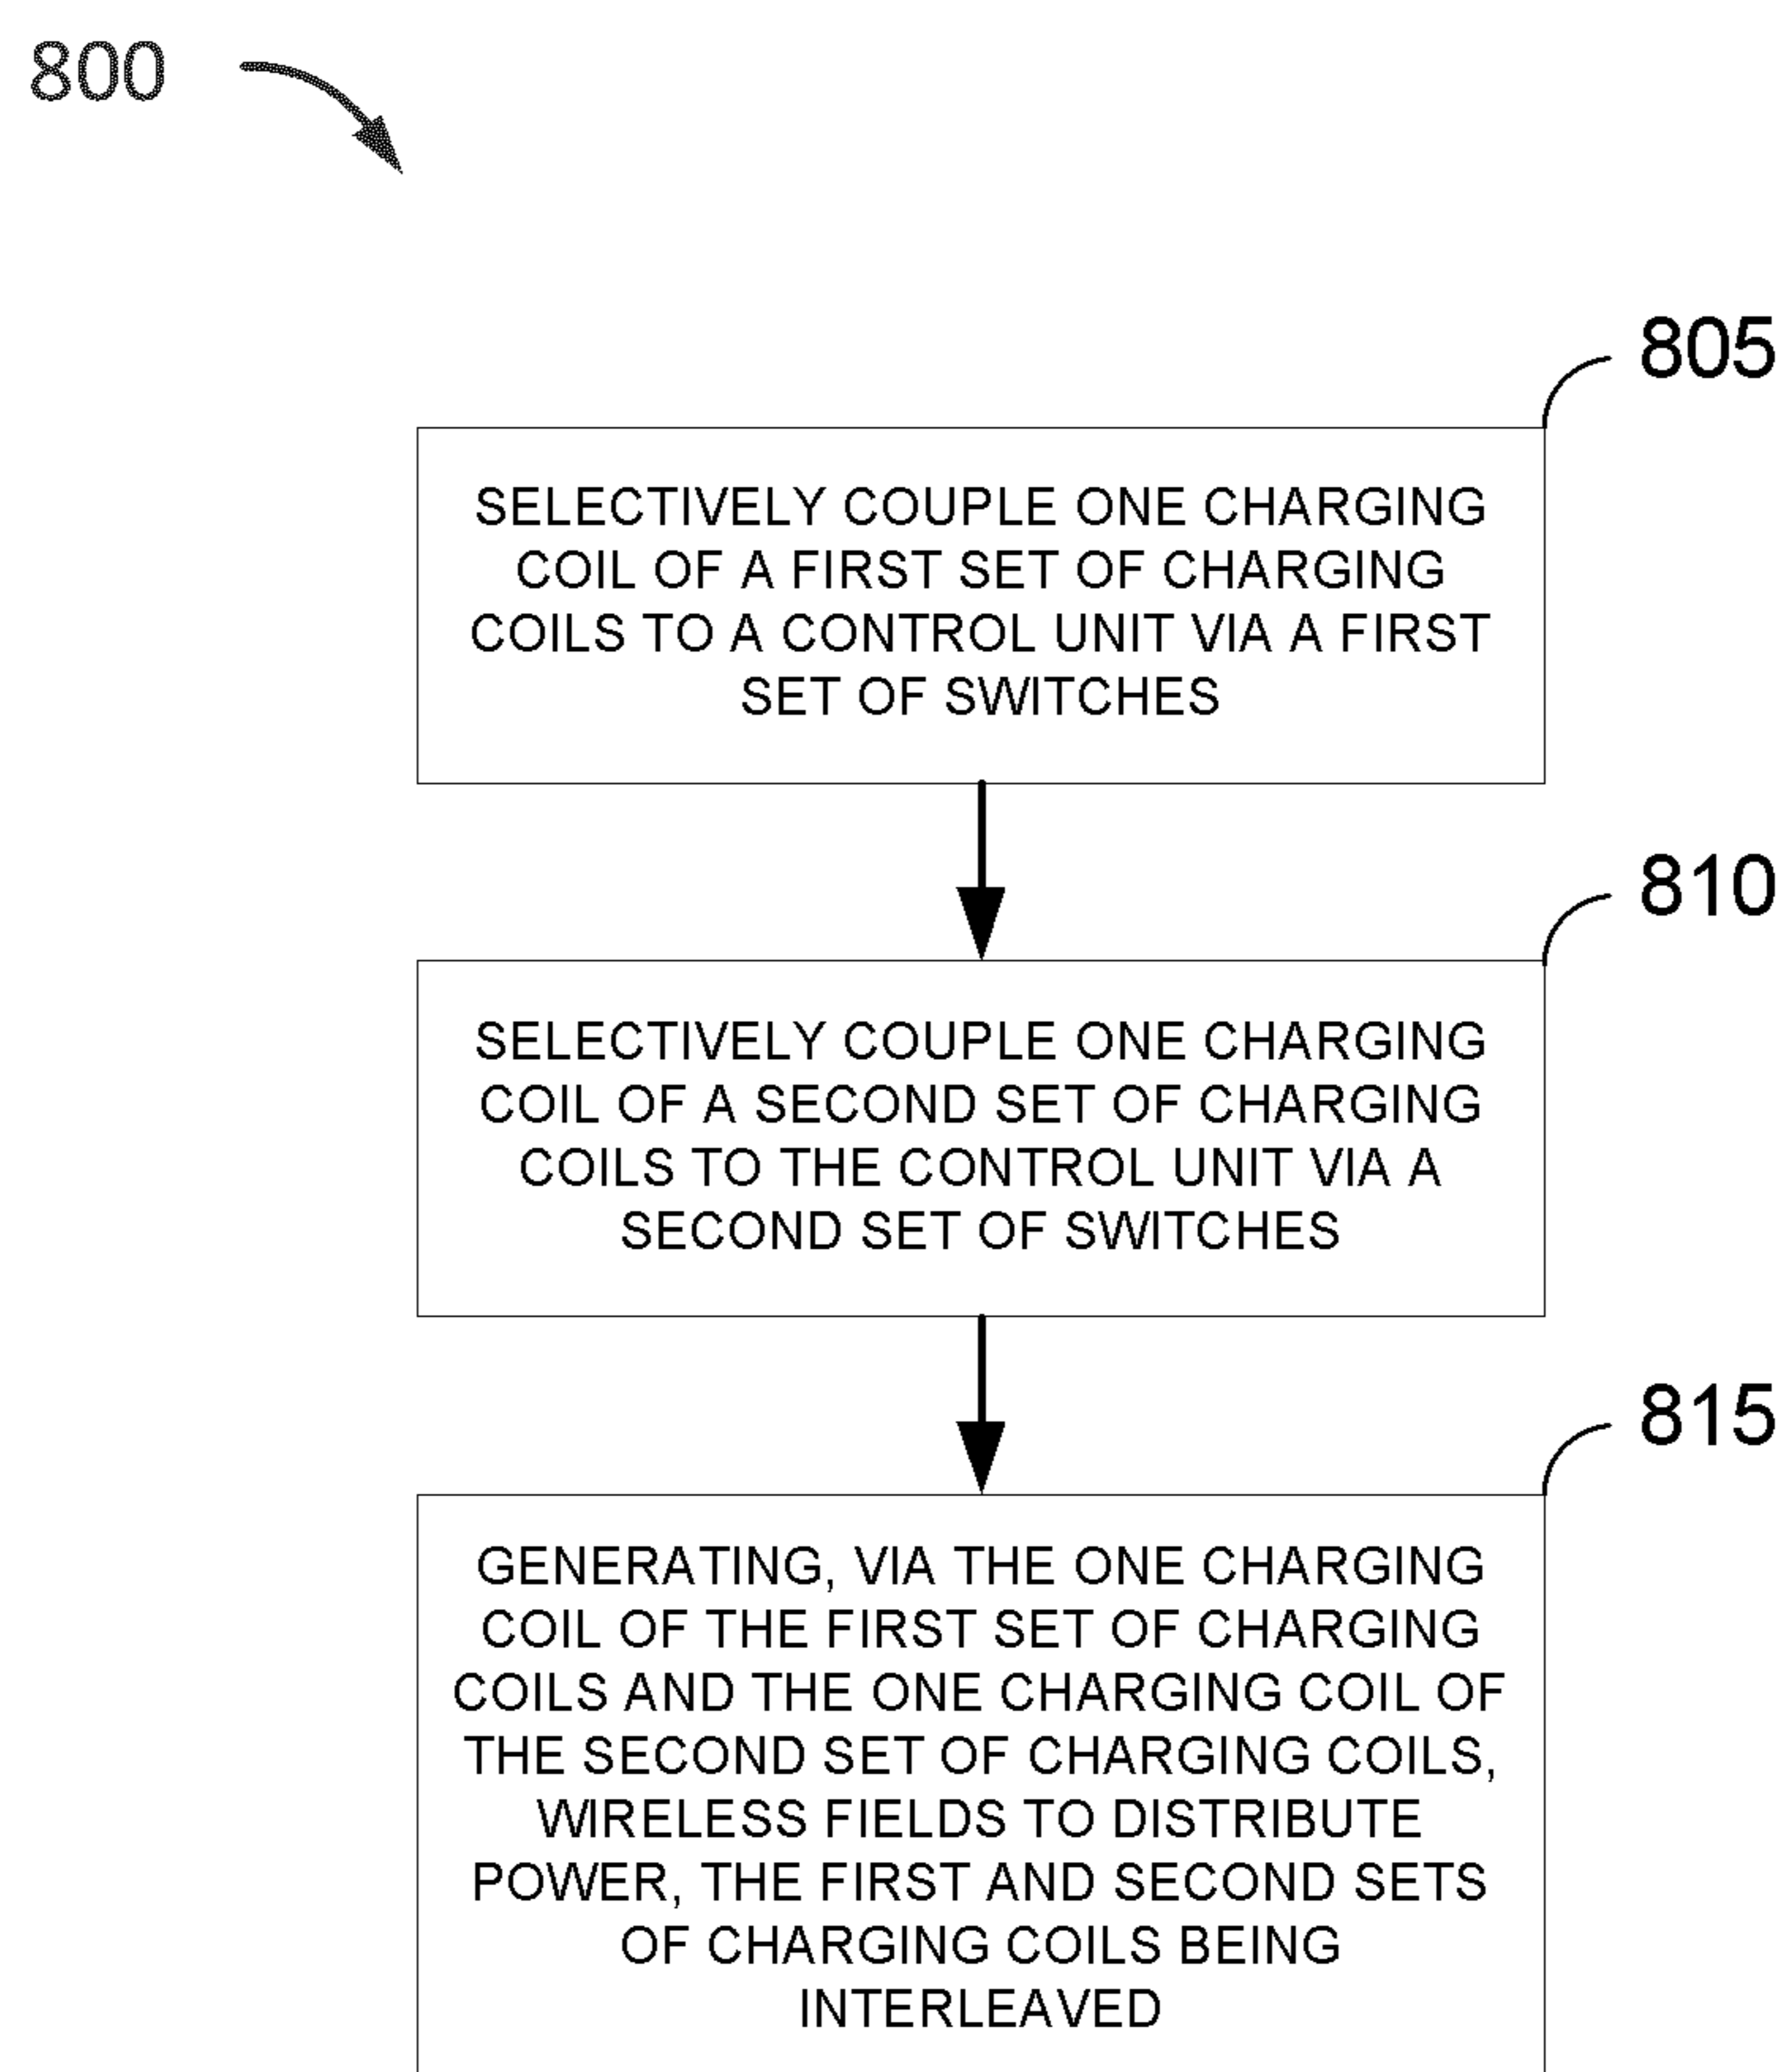 800
805
SELECTIVELY COUPLE ONE CHARGING
COIL OF A FIRST SET OF CHARGING
COILS TO A CONTROL UNIT VIA A FIRST
SET OF SWITCHES
810
SELECTIVELY COUPLE ONE CHARGING
COIL OF A SECOND SET OF CHARGING
COILS TO THE CONTROL UNIT VIA A
SECOND SET OF SWITCHES
815
GENERATING, VIA THE ONE CHARGING
COIL OF THE FIRST SET OF CHARGING
COILS AND THE ONE CHARGING COIL OF
THE SECOND SET OF CHARGING COILS,
WIRELESS FIELDS TO DISTRIBUTE
POWER, THE FIRST AND SECOND SETS
OF CHARGING COILS BEING
INTERLEAVED